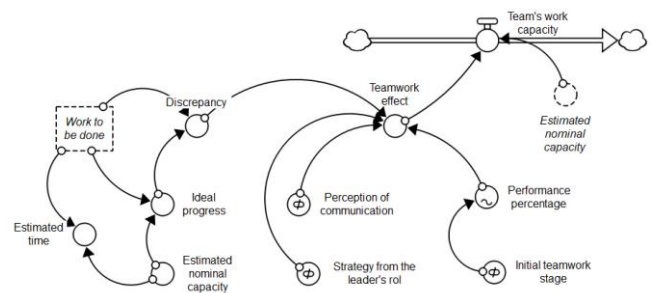 Team's work
capacity
Teamwork
effect
Discrepancy
Work to
be done
Estimated
nominal
capacity
Ideal
progress
Perception of
communication
Performance
percentage
Estimated
time
Estimated
nominal
capacity
Strategy from the
leader's rol
Initial teamwork
stage